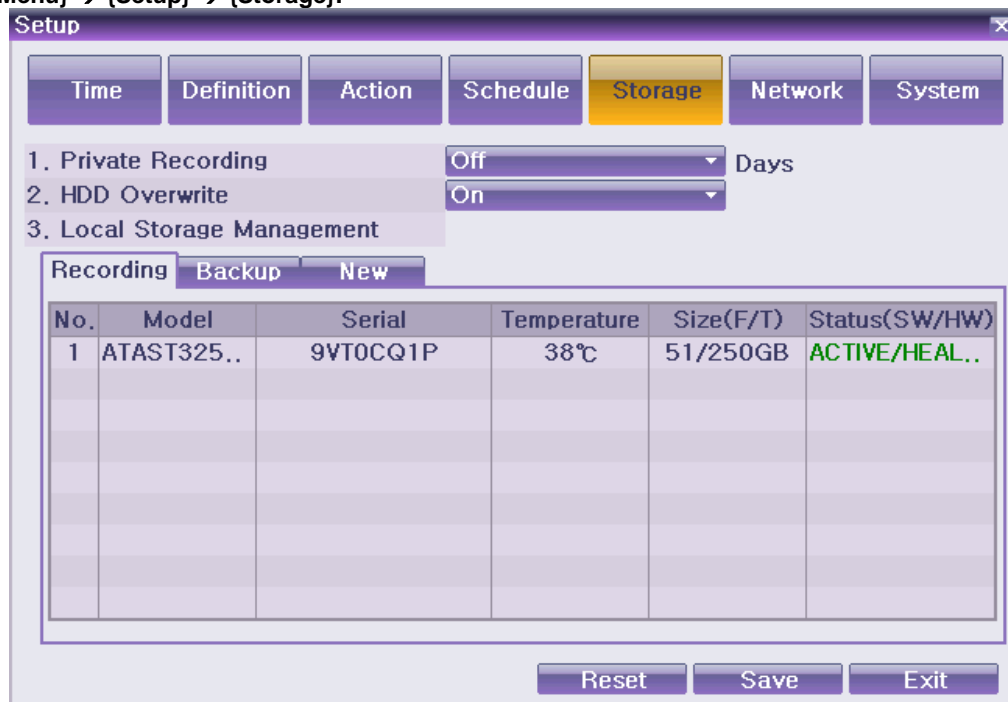 Menu} → {Setup} → {Storage}.
Setup
Time Definition Action Schedule Storage Network System
1. Private Recording Off Days
2. HDD Overwrite On
3. Local Storage Management
Recording Backup New
No. Model Serial Temperature Size(F/T) Status(SW/HW)
1 ATAST325.. 9VT0CQ1P 38℃ 51/250GB ACTIVE/HEAL..
Reset Save Exit